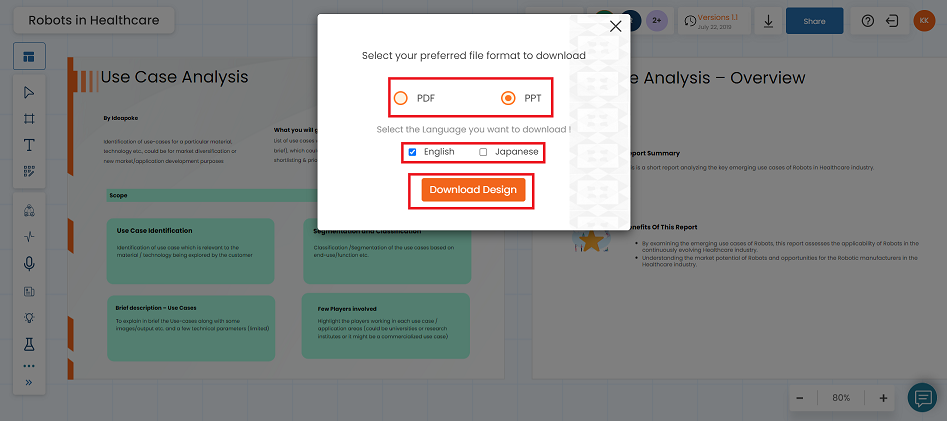 Robots in Healthcare
2+
Versions 1.1
July 22, 2019
Share
KK
Select your preferred file format to download
PDF
PPT
Select the Language you want to download !
English
Japanese
Download Design
Use Case Analysis
By Ideapoke
Identification of use-cases for a particular material,
technology etc., could be for market diversification or
new market/application development purposes
What you will g
List of use cases
brief), which cou
shortlisting & pri
Scope
Use Case Identification
Identification of use case which is relevant to the
material / technology being explored by the customer
Segmentation and Classification
Classification /Segmentation of the use cases based on
end-use/function etc.
Brief description – Use Cases
To explain in brief the Use-cases along with some
images/output etc. and a few technical parameters (limited)
Few Players involved
Highlight the players working in each use case /
application areas (could be universities or research
institutes or it might be a commercialized use case)
e Analysis – Overview
port Summary
is is a short report analyzing the key emerging use cases of Robots in Healthcare industry.
nefits Of This Report
By examining the emerging use cases of Robots, this report assesses the applicability of Robots in the
continuously evolving Healthcare industry.
Understanding the market potential of Robots and opportunities for the Robotic manufacturers in the
Healthcare industry.
80%